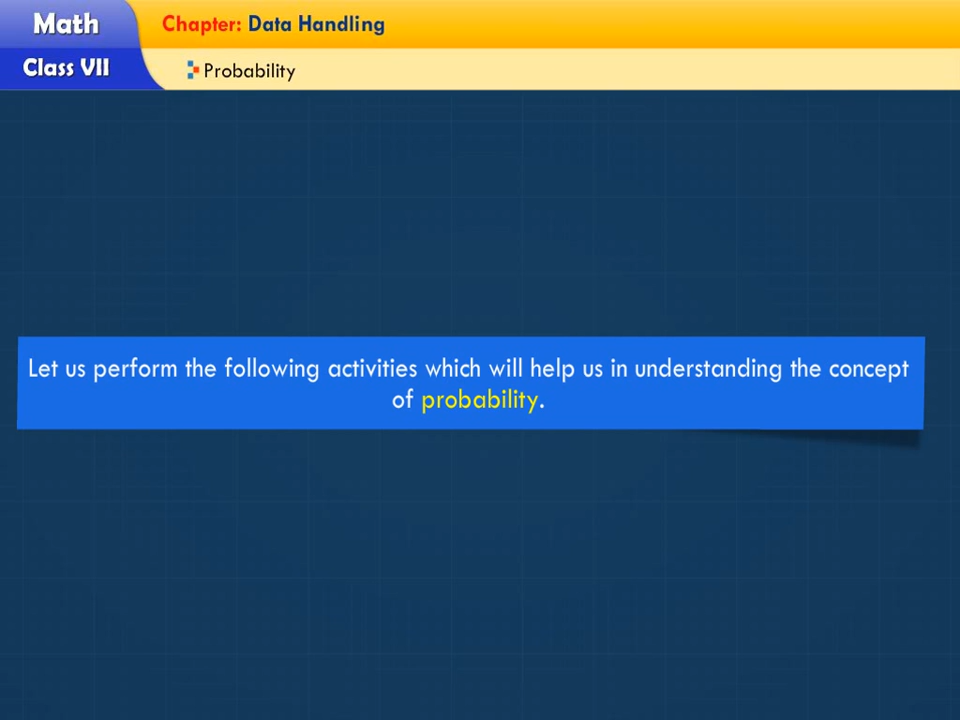 Math
Chapter: Data Handling
Class VII
Probability
Let us perform the following activities which will help us in understanding the concept
of probability.